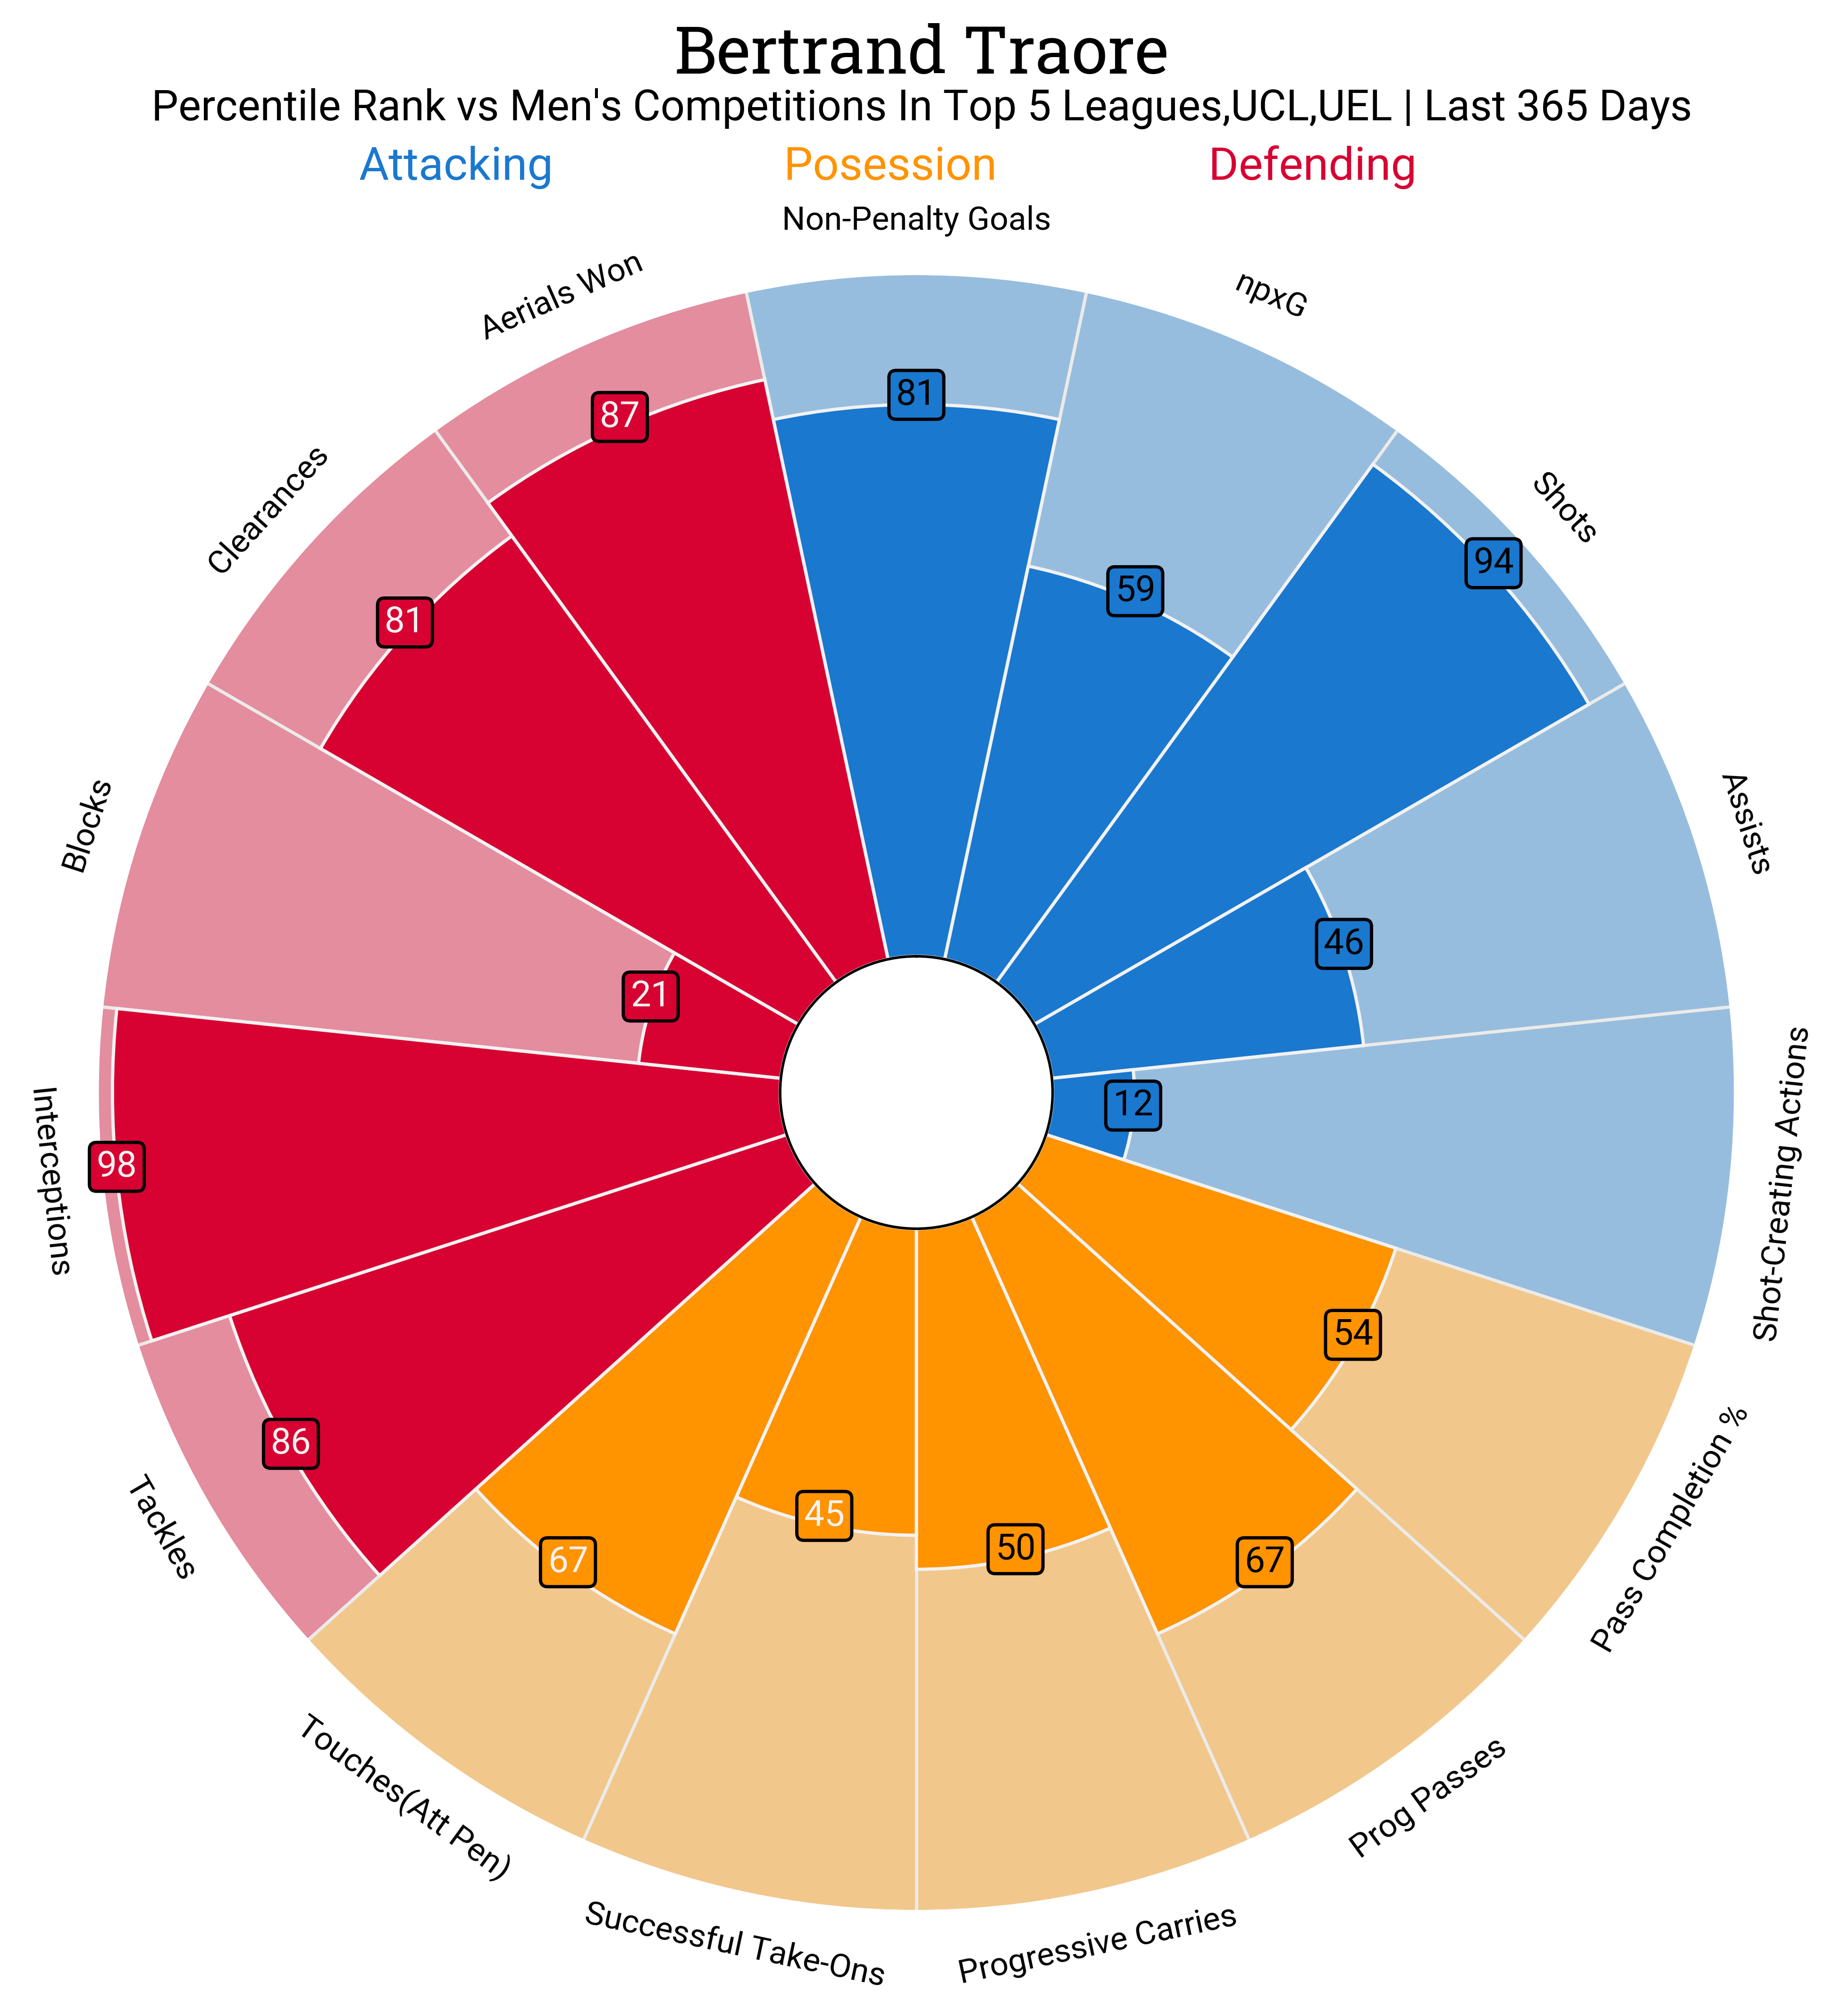 Bertrand Traore
Percentile Rank vs Men's Competitions In Top 5 Leagues,UCL,UEL | Last 365 Days
Attacking Posession Defending
Non-Penalty Goals
81
npxG
59
Shots
94
Assists
46
Shot-Creating Actions
12
Pass Completion %
54
Prog Passes
67
Progressive Carries
50
Successful Take-Ons
45
Touches(Att Pen)
67
Tackles
86
Interceptions
98
Blocks
21
Clearances
81
Aerials Won
87